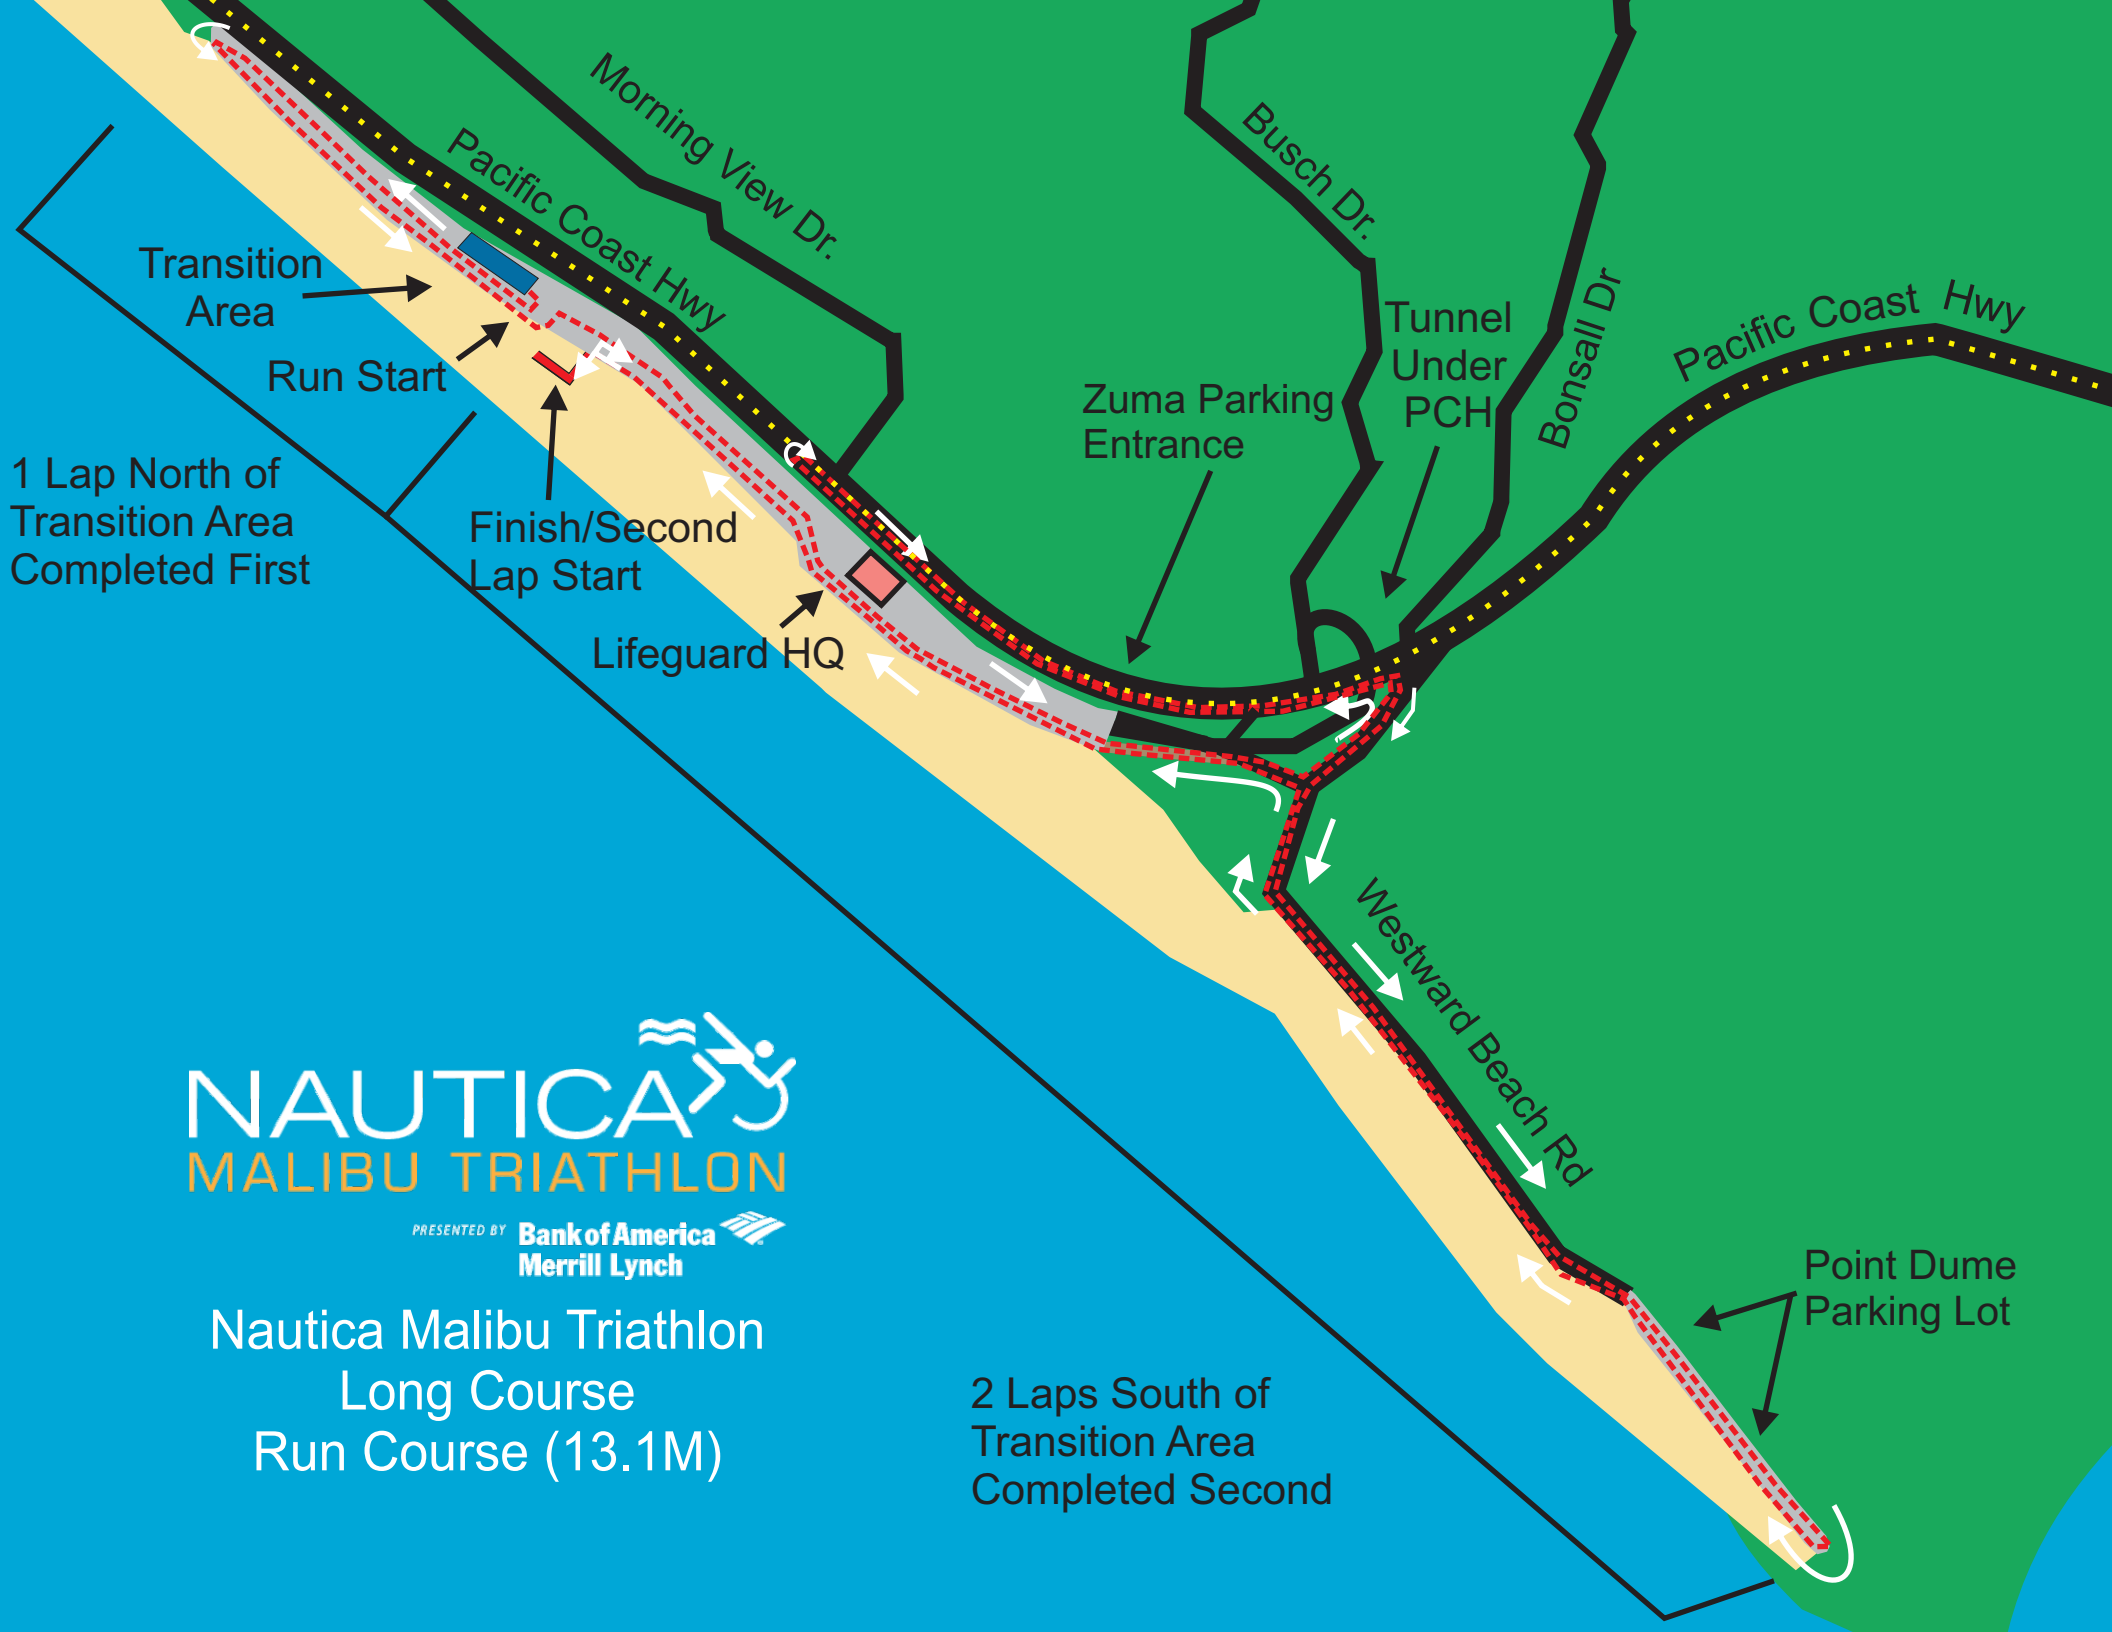 Morning View Dr.
Pacific Coast Hwy
Busch Dr.
Bonsall Dr
Pacific Coast Hwy
Transition
Area
Run Start
Tunnel
Under
PCH
Zuma Parking
Entrance
1 Lap North of
Transition Area
Completed First
Finish/Second
Lap Start
Lifeguard HQ
Westward Beach Rd
NAUTICA
MALIBU TRIATHLON
PRESENTED BY Bank of America
Merrill Lynch
Nautica Malibu Triathlon
Long Course
Run Course (13.1M)
Point Dume
Parking Lot
2 Laps South of
Transition Area
Completed Second